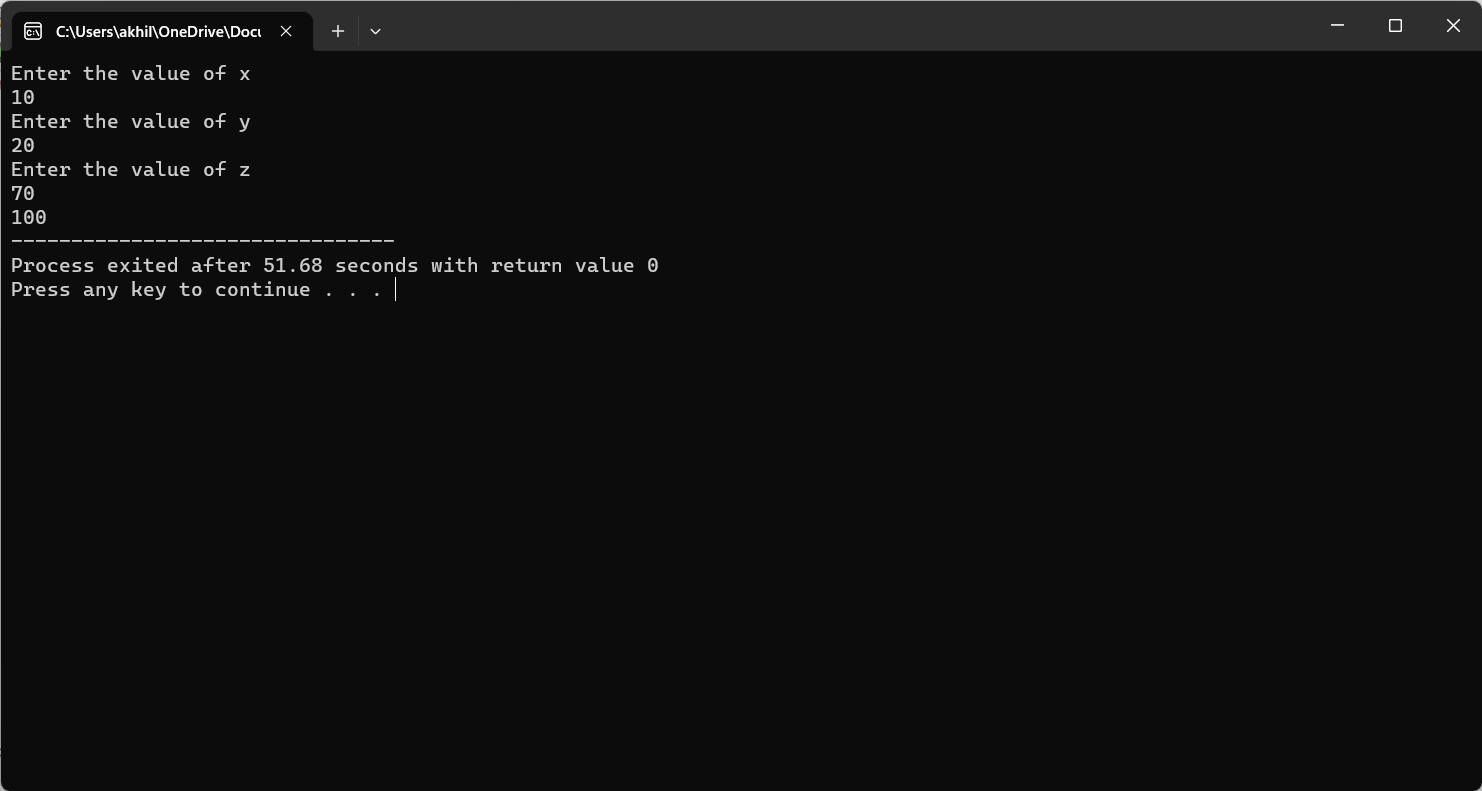 C:\Users\akhil\OneDrive\Docu
Enter the value of x
10
Enter the value of y
20
Enter the value of z
70
100
--------------------------------
Process exited after 51.68 seconds with return value 0
Press any key to continue . . .